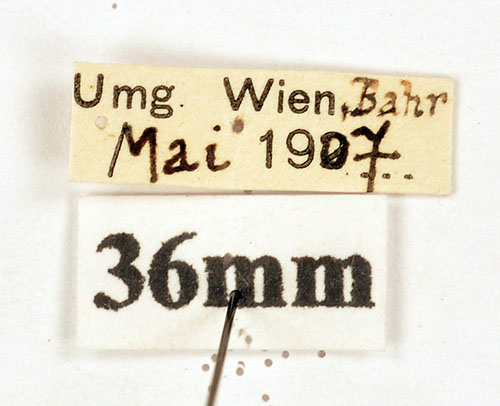 Umg. Wien, Bahr
Mai 1907
36mm